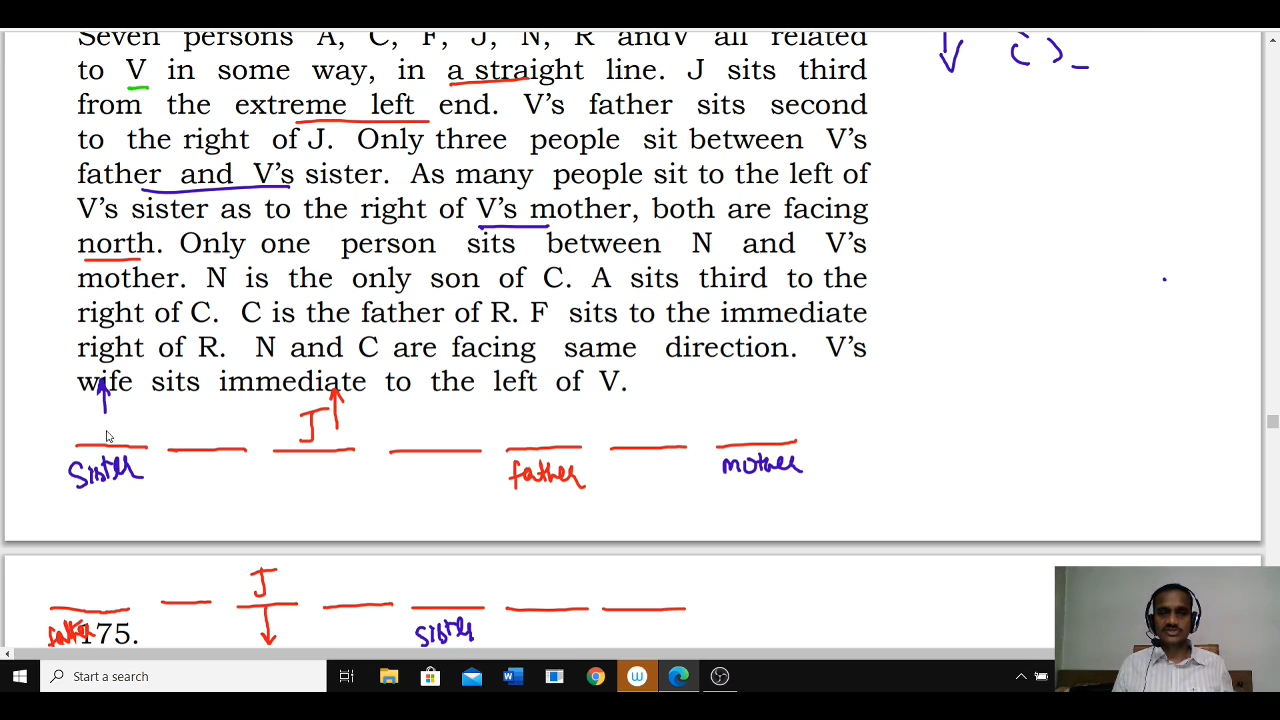 Seven persons A, C, F, J, N, R andV all related
to V in some way, in a straight line. J sits third
from the extreme left end. V's father sits second
to the right of J. Only three people sit between V's
father and V's sister. As many people sit to the left of
V's sister as to the right of V's mother, both are facing
north. Only one person sits between N and V's
mother. N is the only son of C. A sits third to the
right of C. C is the father of R. F sits to the immediate
right of R. N and C are facing same direction. V's
wife sits immediate to the left of V.
J
Sister father mother
J
father 175. sister
Type here to search